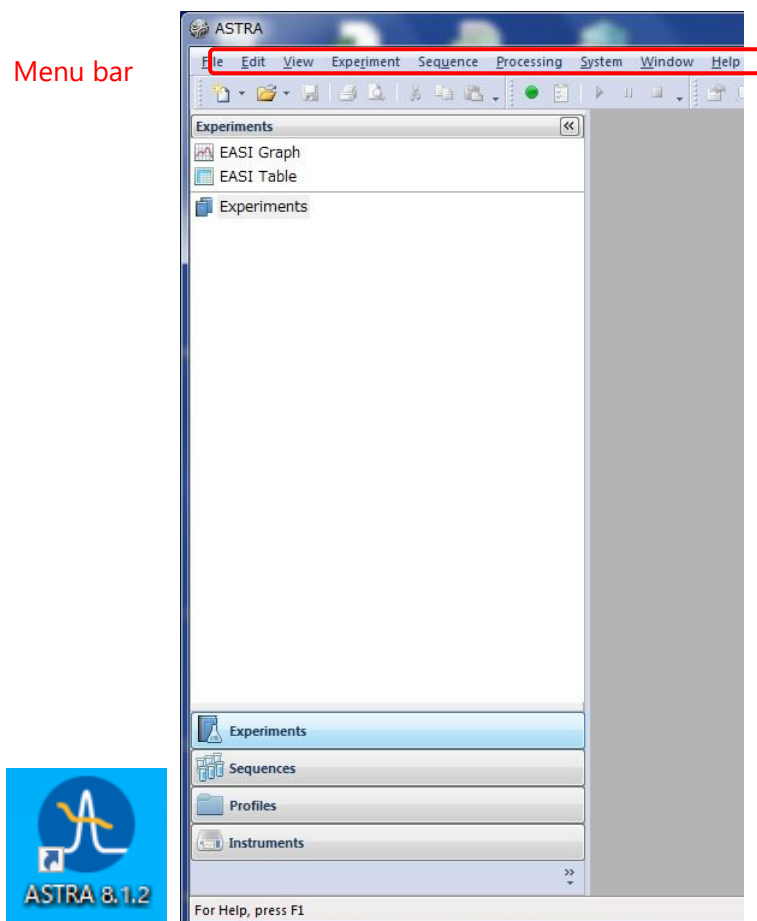 ASTRA
Menu bar
File Edit View Experiment Sequence Processing System Window Help
Experiments
EASI Graph
EASI Table
Experiments
Experiments
Sequences
Profiles
Instruments
ASTRA 8.1.2
For Help, press F1